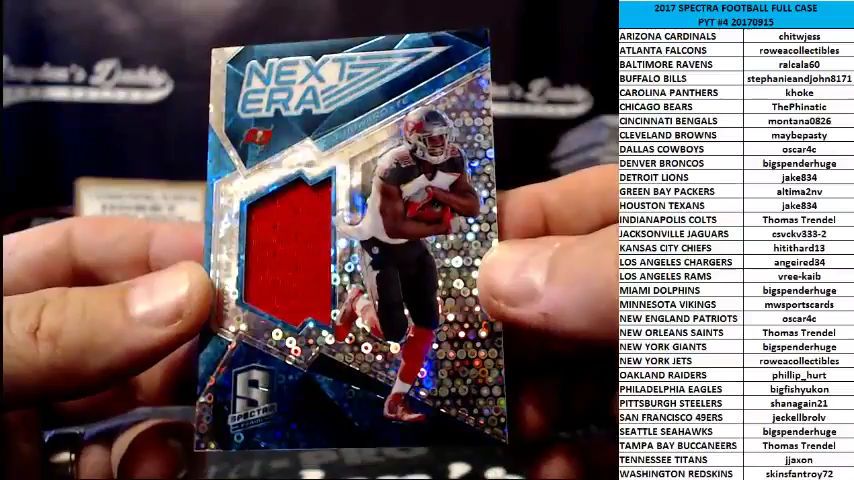 NEXT
ERA
SPECTRA
2017 SPECTRA FOOTBALL FULL CASE
PYT #4 20170915
ARIZONA CARDINALS chitwjess
ATLANTA FALCONS roweacollectibles
BALTIMORE RAVENS ralcala60
BUFFALO BILLS stephanieandjohn8171
CAROLINA PANTHERS khoke
CHICAGO BEARS ThePhinatic
CINCINNATI BENGALS montana0826
CLEVELAND BROWNS maybepasty
DALLAS COWBOYS oscar4c
DENVER BRONCOS bigspenderhuge
DETROIT LIONS jake834
GREEN BAY PACKERS altima2nv
HOUSTON TEXANS jake834
INDIANAPOLIS COLTS Thomas Trendel
JACKSONVILLE JAGUARS csvckv333-2
KANSAS CITY CHIEFS hitithard13
LOS ANGELES CHARGERS angeired34
LOS ANGELES RAMS vree-kaib
MIAMI DOLPHINS bigspenderhuge
MINNESOTA VIKINGS mwsportscards
NEW ENGLAND PATRIOTS oscar4c
NEW ORLEANS SAINTS Thomas Trendel
NEW YORK GIANTS bigspenderhuge
NEW YORK JETS roweacollectibles
OAKLAND RAIDERS phillip_hurt
PHILADELPHIA EAGLES bigfishyukon
PITTSBURGH STEELERS shanagain21
SAN FRANCISCO 49ERS jeckellbrolv
SEATTLE SEAHAWKS bigspenderhuge
TAMPA BAY BUCCANEERS Thomas Trendel
TENNESSEE TITANS jjaxon
WASHINGTON REDSKINS skinsfantroy72